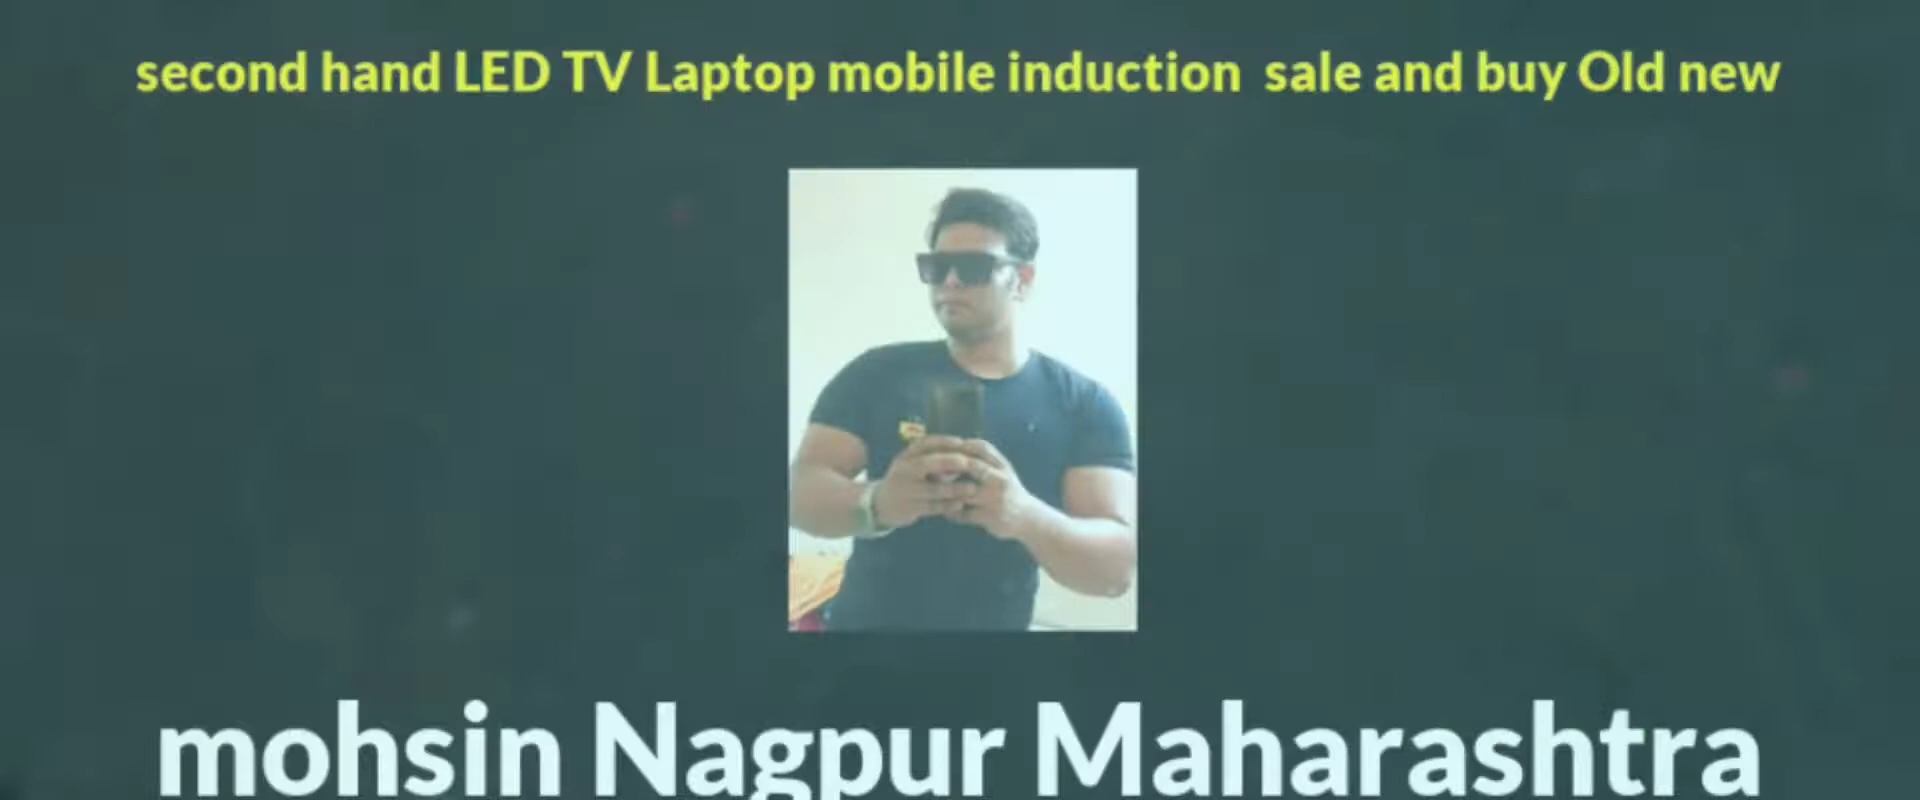 second hand LED TV Laptop mobile induction sale and buy Old new
mohsin Nagpur Maharashtra